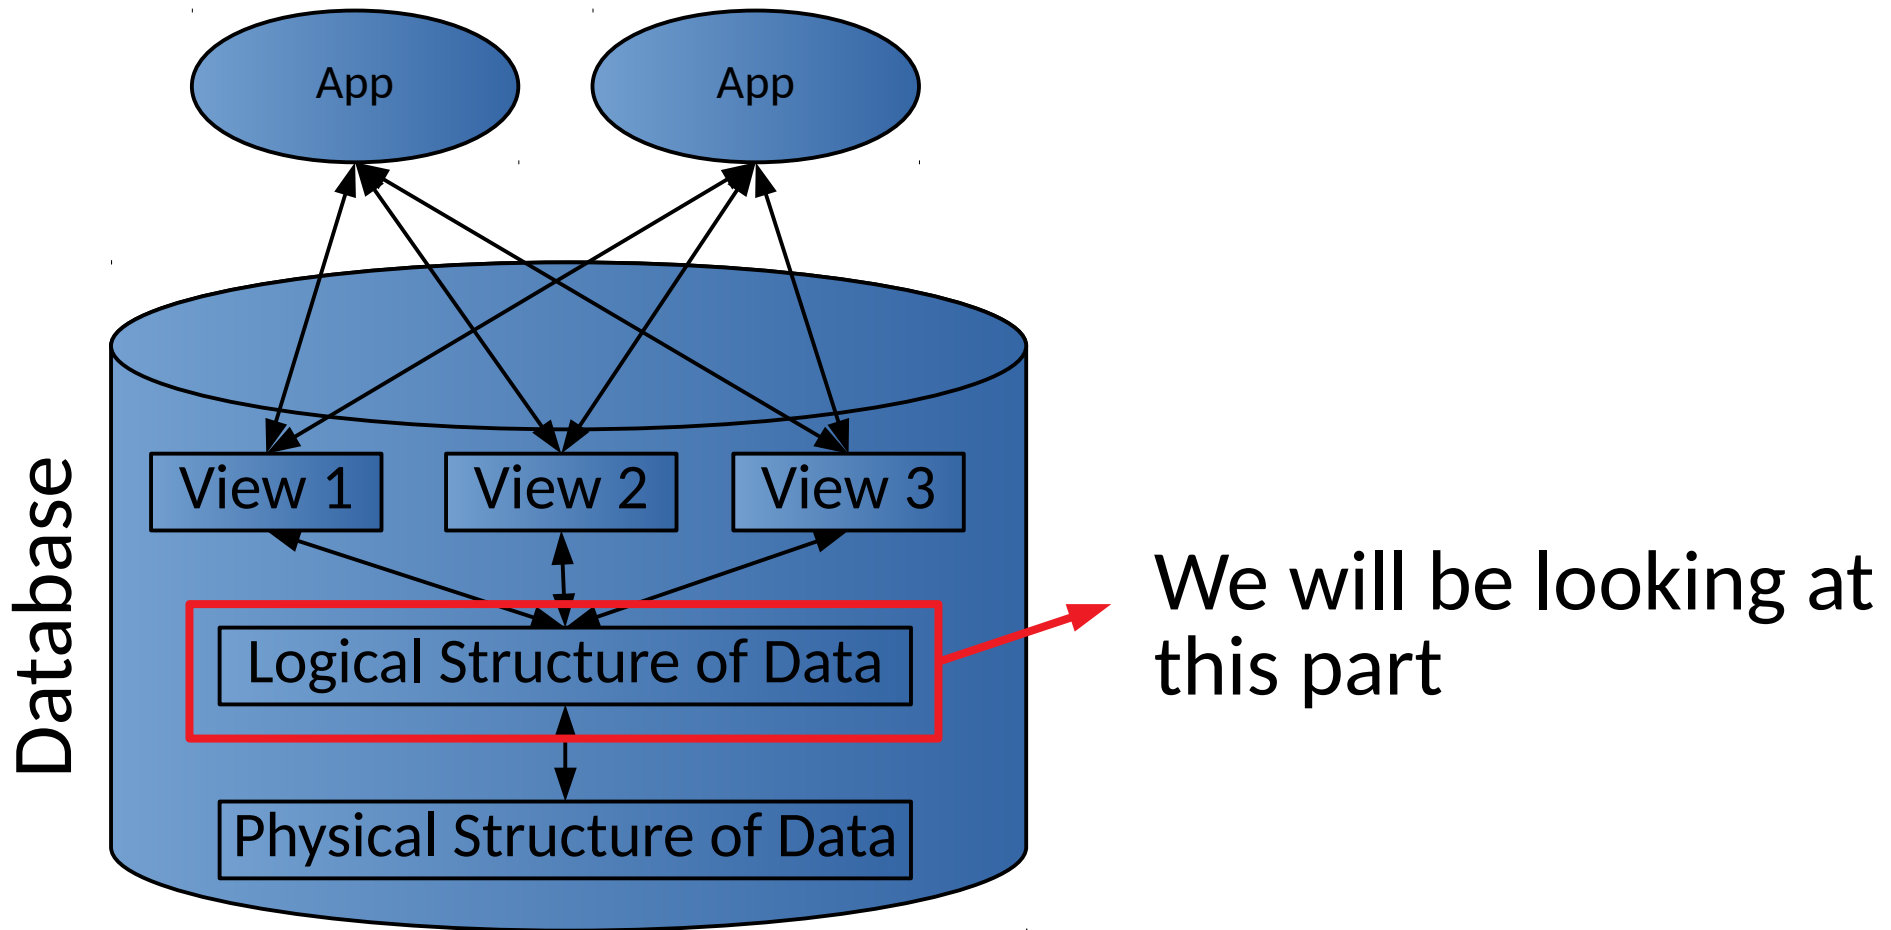 App
App
Database
View 1
View 2
View 3
Logical Structure of Data
Physical Structure of Data
We will be looking at
this part